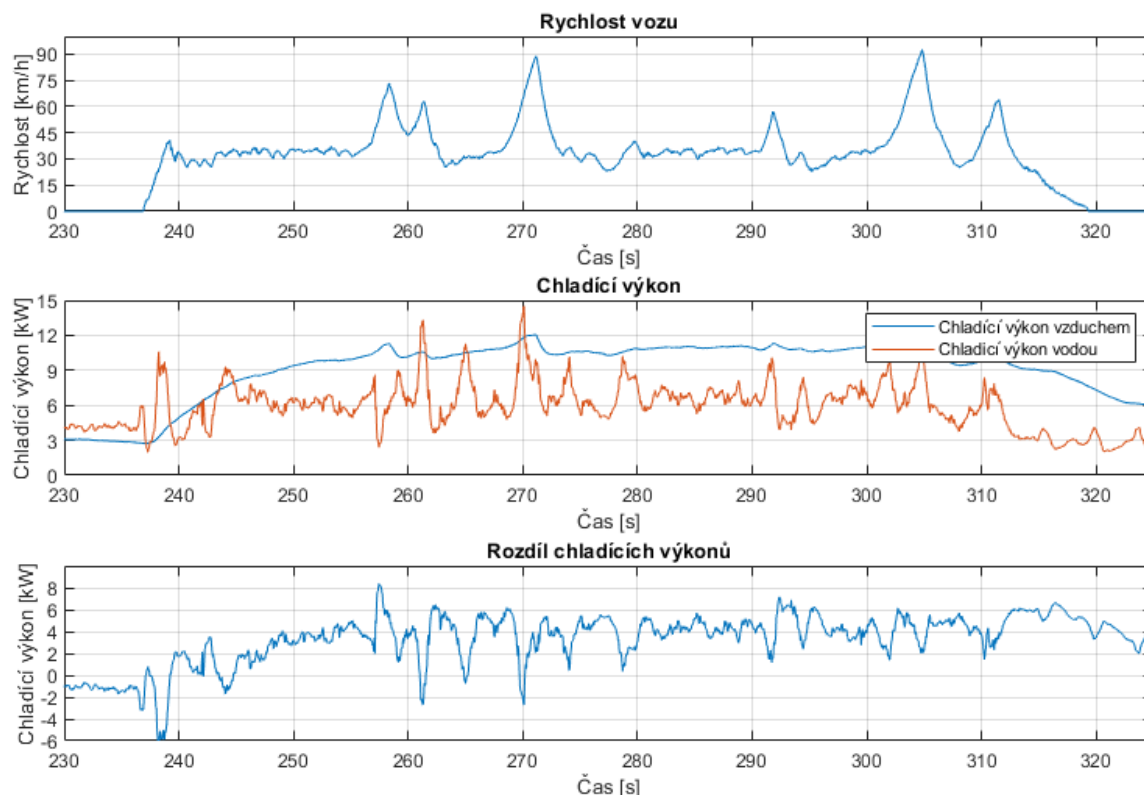 Rychlost vozu
Rychlost [km/h]
90
75
60
45
30
15
0
230 240 250 260 270 280 290 300 310 320
Čas [s]
Chladící výkon
Chladící výkon [kW]
15
12
9
6
3
0
Chladící výkon vzduchem
Chladicí výkon vodou
230 240 250 260 270 280 290 300 310 320
Čas [s]
Rozdíl chladících výkonů
Chladící výkon [kW]
8
6
4
2
0
-2
-4
-6
230 240 250 260 270 280 290 300 310 320
Čas [s]